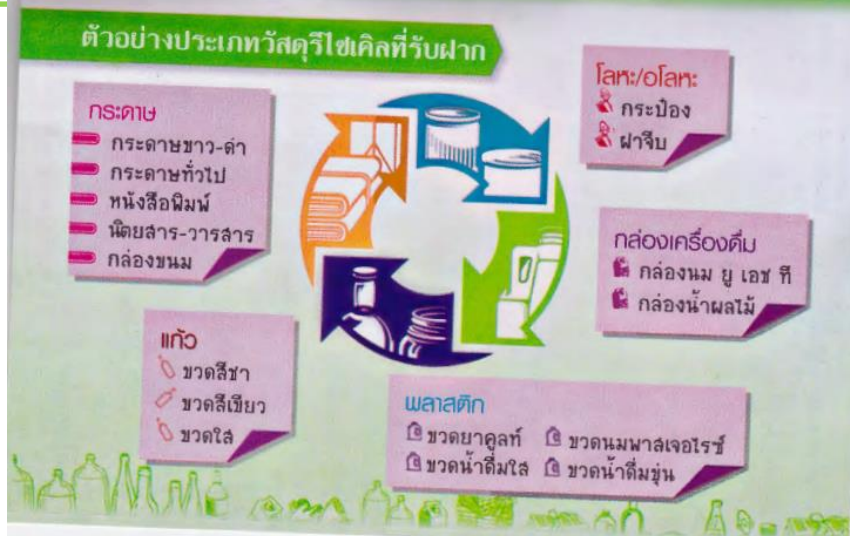 ตัวอย่างประเภทวัสดุรีไซเคิลที่รับฝาก
กระดาษ
กระดาษขาว-ดำ
กระดาษทั่วไป
หนังสือพิมพ์
นิตยสาร-วารสาร
กล่องขนม
โลหะ/อโลหะ
กระป๋อง
ฝาจีบ
กล่องเครื่องดื่ม
กล่องนม ยู เอช ที
กล่องน้ำผลไม้
แก้ว
ขวดสีชา
ขวดสีเขียว
ขวดใส
พลาสติก
ขวดยาคูลท์ ขวดนมพาสเจอไรซ์
ขวดน้ำดื่มใส ขวดน้ำดื่มขุ่น